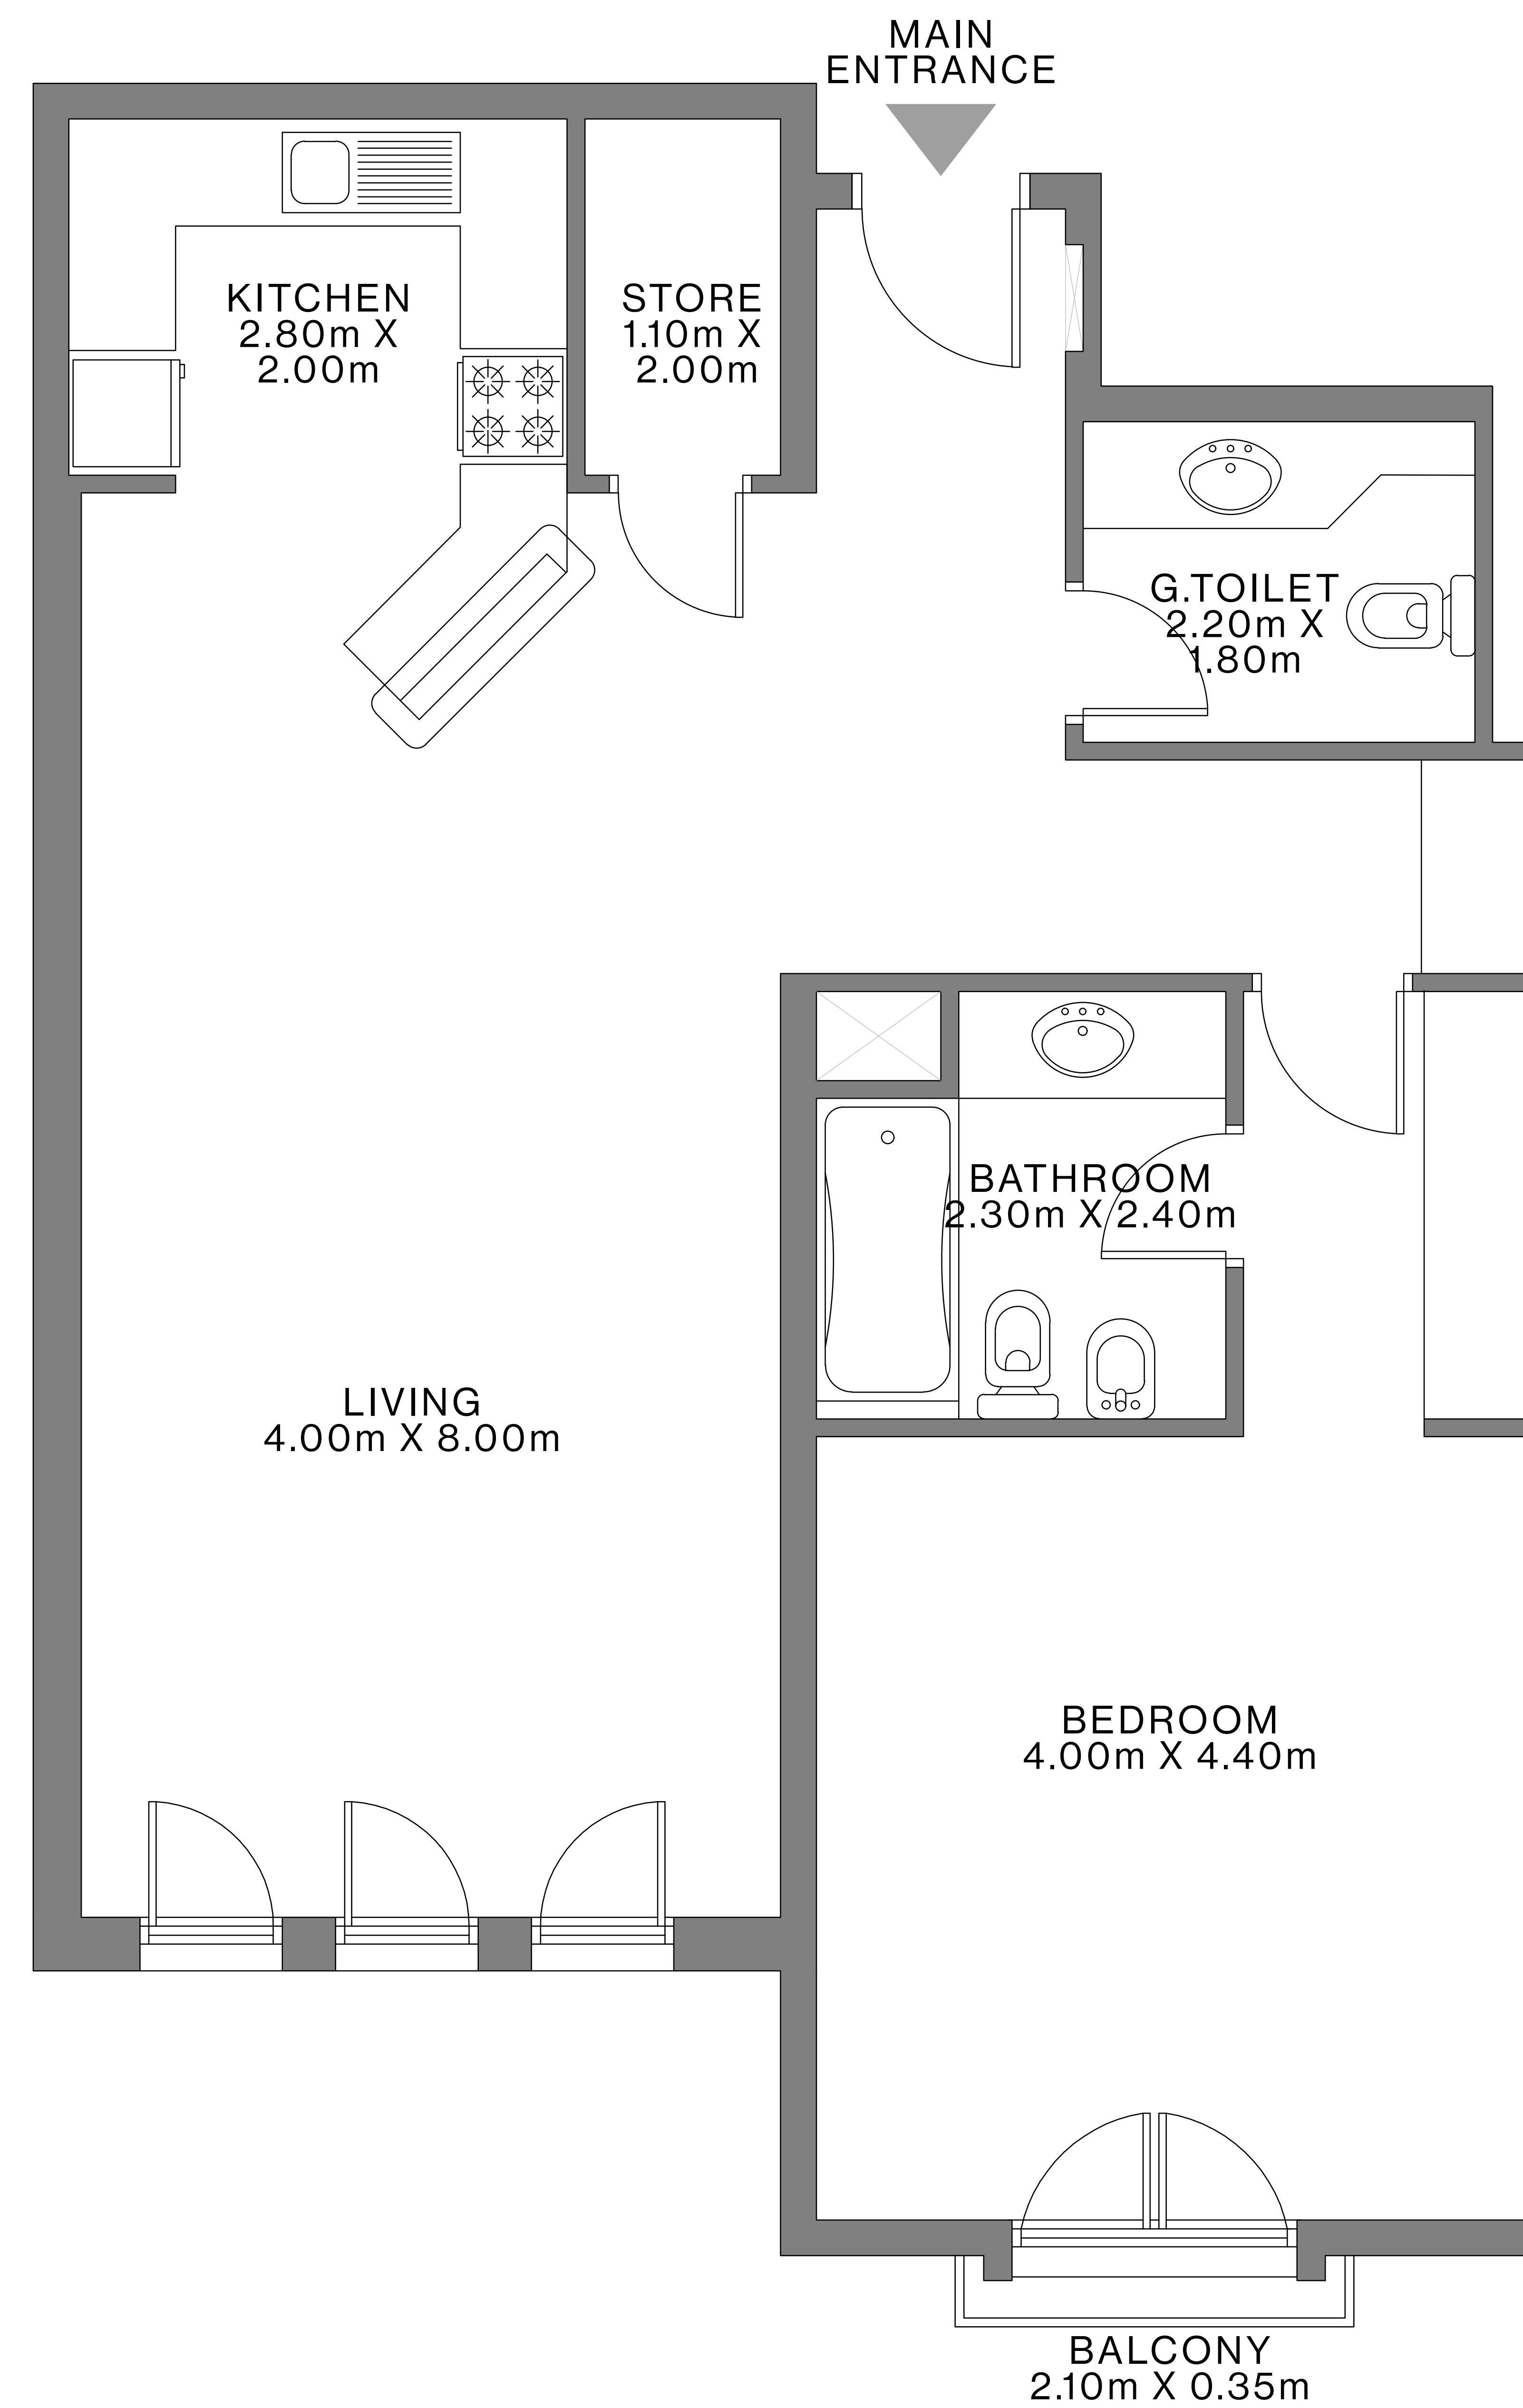 MAIN
ENTRANCE
KITCHEN
2.80m X
2.00m
STORE
1.10m X
2.00m
G.TOILET
2.20m X
1.80m
BATHROOM
2.30m X 2.40m
LIVING
4.00m X 8.00m
BEDROOM
4.00m X 4.40m
BALCONY
2.10m X 0.35m